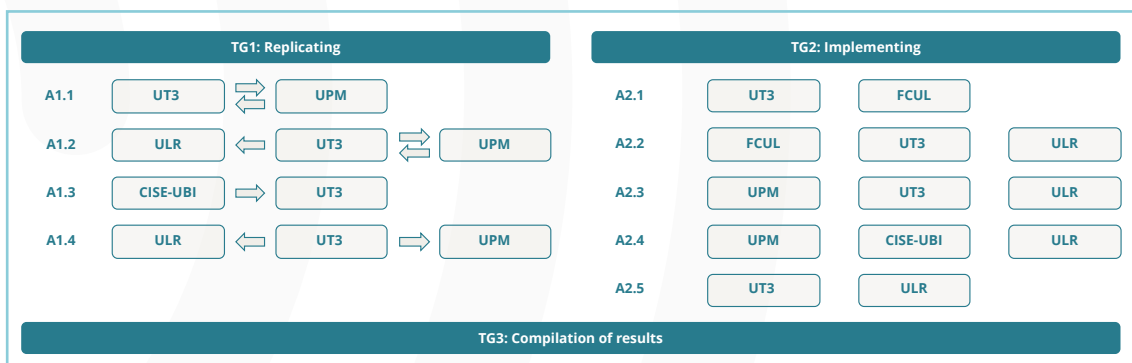 TG1: Replicating
A1.1 UT3 UPM
A1.2 ULR UT3 UPM
A1.3 CISE-UBI UT3
A1.4 ULR UT3 UPM
TG2: Implementing
A2.1 UT3 FCUL
A2.2 FCUL UT3 ULR
A2.3 UPM UT3 ULR
A2.4 UPM CISE-UBI ULR
A2.5 UT3 ULR
TG3: Compilation of results